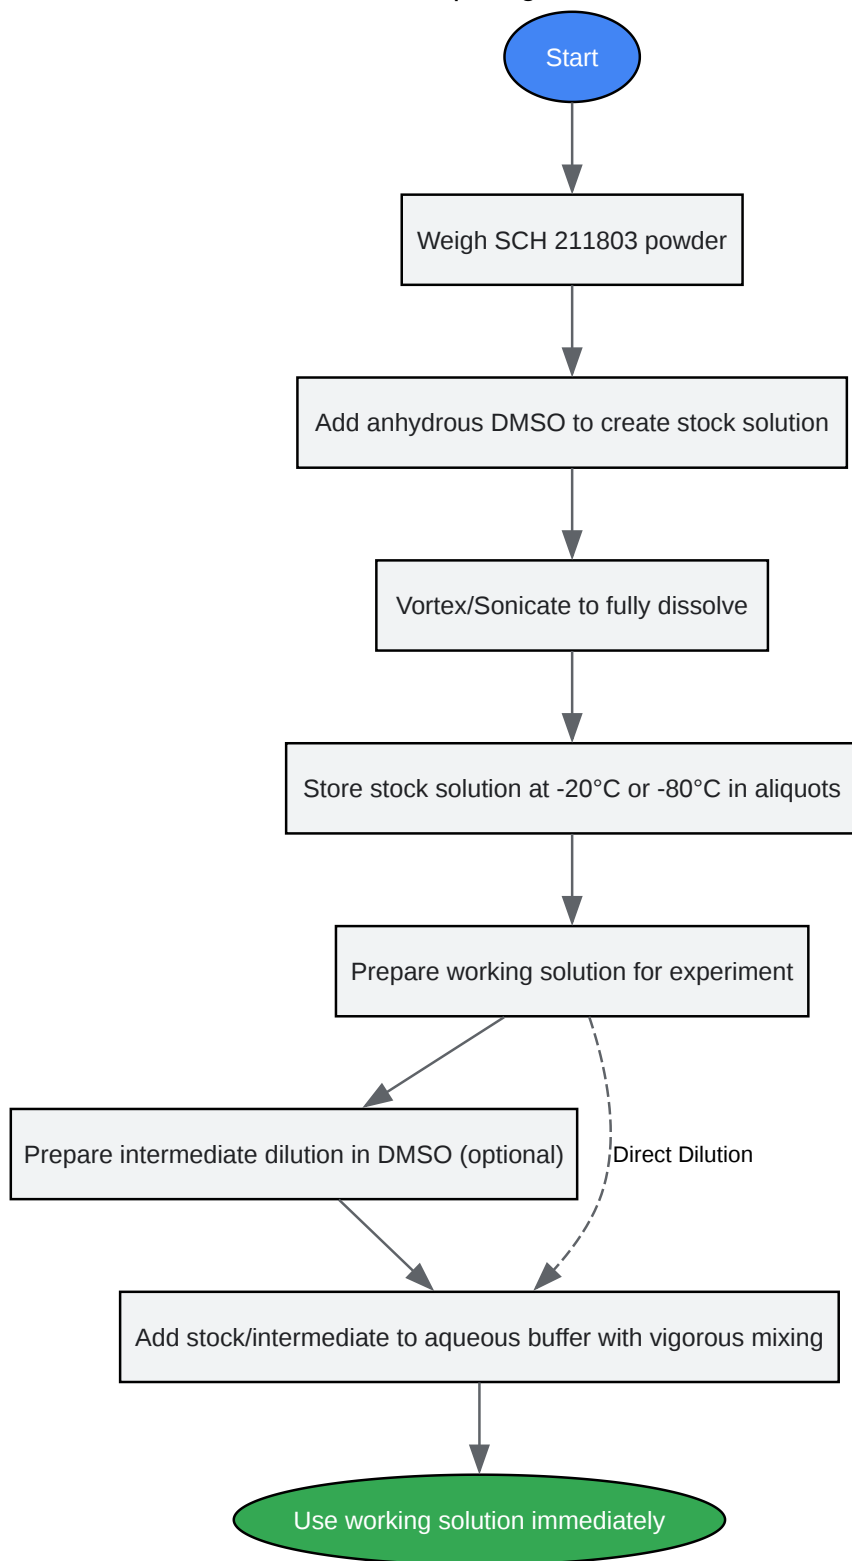 Start
Weigh SCH 211803 powder
Add anhydrous DMSO to create stock solution
Vortex/Sonicate to fully dissolve
Store stock solution at -20°C or -80°C in aliquots
Prepare working solution for experiment
Prepare intermediate dilution in DMSO (optional)
Direct Dilution
Add stock/intermediate to aqueous buffer with vigorous mixing
Use working solution immediately